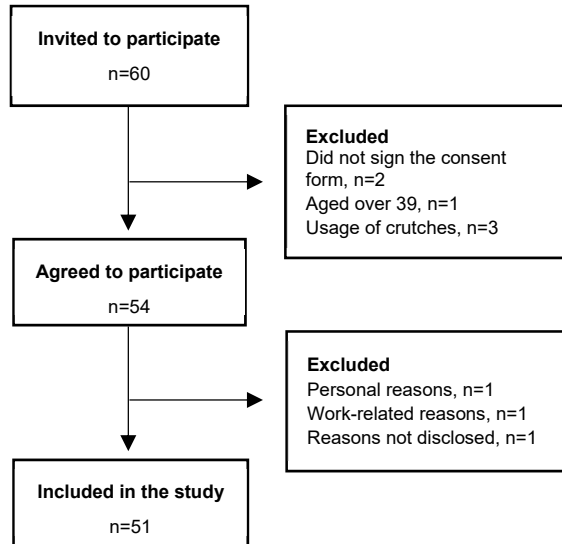 Invited to participate
n=60
Excluded
Did not sign the consent
form, n=2
Aged over 39, n=1
Usage of crutches, n=3
Agreed to participate
n=54
Excluded
Personal reasons, n=1
Work-related reasons, n=1
Reasons not disclosed, n=1
Included in the study
n=51